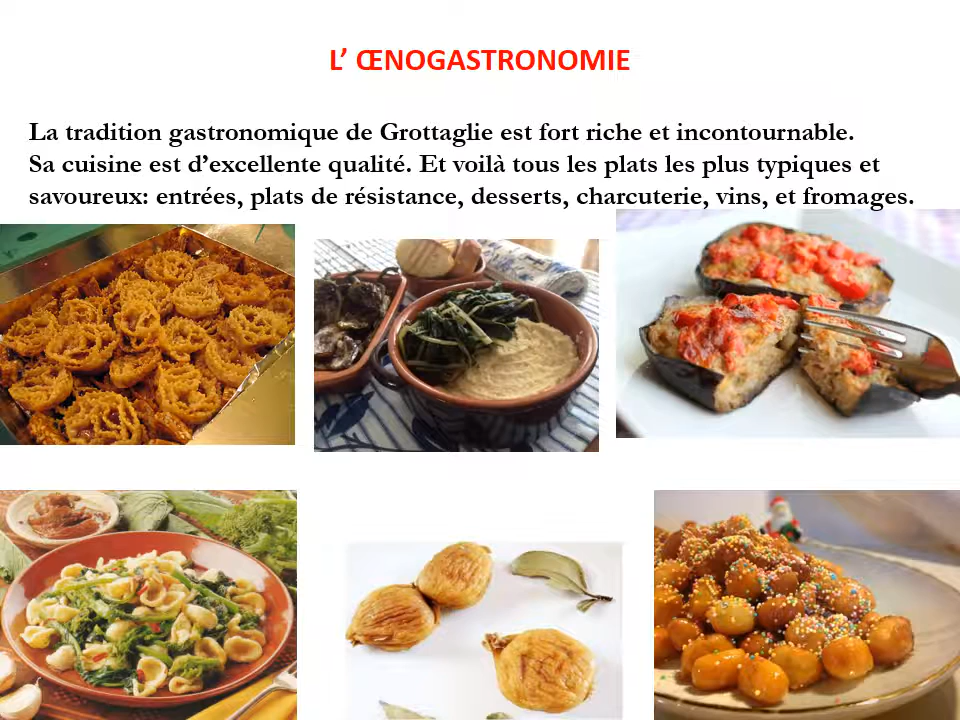 L’ ŒNOGASTRONOMIE
La tradition gastronomique de Grottaglie est fort riche et incontournable.
Sa cuisine est d’excellente qualité. Et voilà tous les plats les plus typiques et
savoureux: entrées, plats de résistance, desserts, charcuterie, vins, et fromages.